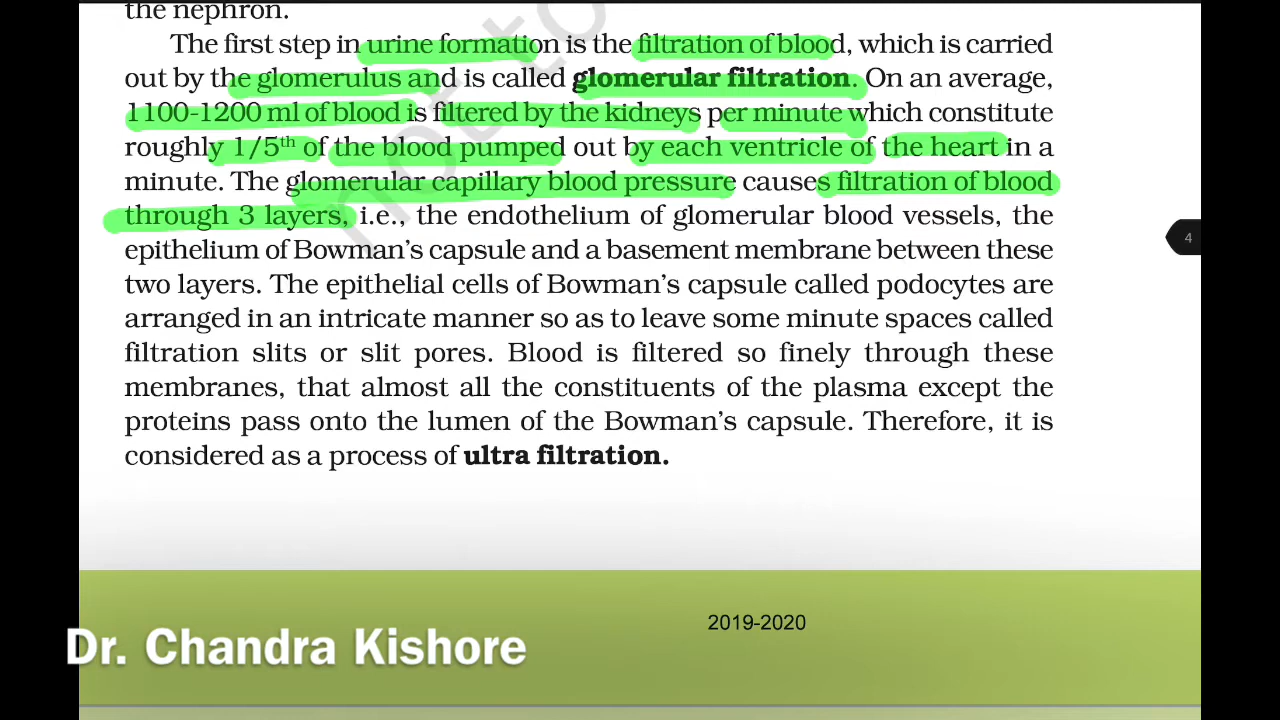 the nephron.
The first step in urine formation is the filtration of blood, which is carried
out by the glomerulus and is called glomerular filtration. On an average,
1100-1200 ml of blood is filtered by the kidneys per minute which constitute
roughly 1/5th of the blood pumped out by each ventricle of the heart in a
minute. The glomerular capillary blood pressure causes filtration of blood
through 3 layers, i.e., the endothelium of glomerular blood vessels, the
epithelium of Bowman's capsule and a basement membrane between these
two layers. The epithelial cells of Bowman's capsule called podocytes are
arranged in an intricate manner so as to leave some minute spaces called
filtration slits or slit pores. Blood is filtered so finely through these
membranes, that almost all the constituents of the plasma except the
proteins pass onto the lumen of the Bowman's capsule. Therefore, it is
considered as a process of ultra filtration.
not to
4
2019-2020
Dr. Chandra Kishore